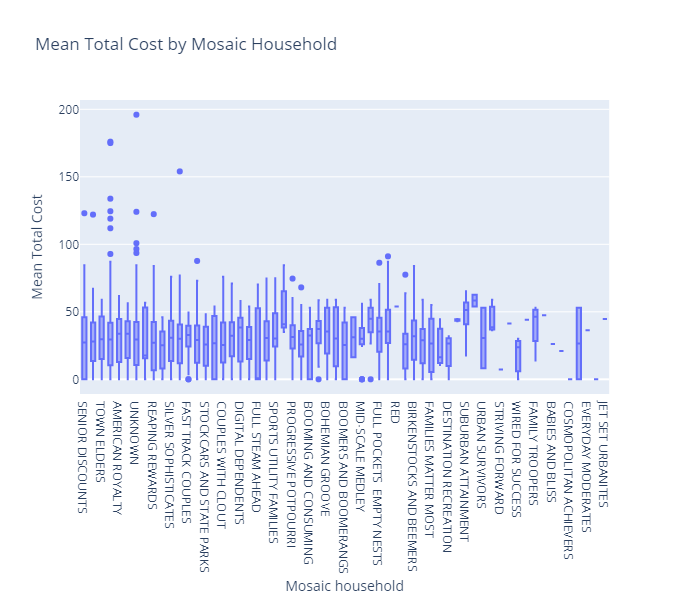 Mean Total Cost by Mosaic Household
Mean Total Cost
200
150
100
50
0
SENIOR DISCOUNTS
TOWN ELDERS
AMERICAN ROYALTY
UNKNOWN
REAPING REWARDS
SILVER SOPHISTICATES
FAST TRACK COUPLES
STOCKCARS AND STATE PARKS
COUPLES WITH CLOUT
DIGITAL DEPENDENTS
FULL STEAM AHEAD
SPORTS UTILITY FAMILIES
PROGRESSIVE POTPOURRI
BOOMING AND CONSUMING
BOHEMIAN GROOVE
BOOMERS AND BOOMERANGS
MID-SCALE MEDLEY
FULL POCKETS EMPTY NESTS
RED
BIRKENSTOCKS AND BEEMERS
FAMILIES MATTER MOST
DESTINATION RECREATION
SUBURBAN ATTAINMENT
URBAN SURVIVORS
STRIVING FORWARD
WIRED FOR SUCCESS
FAMILY TROOPERS
BABIES AND BLISS
COSMOPOLITAN ACHIEVERS
EVERYDAY MODERATES
JET SET URBANITES
Mosaic household